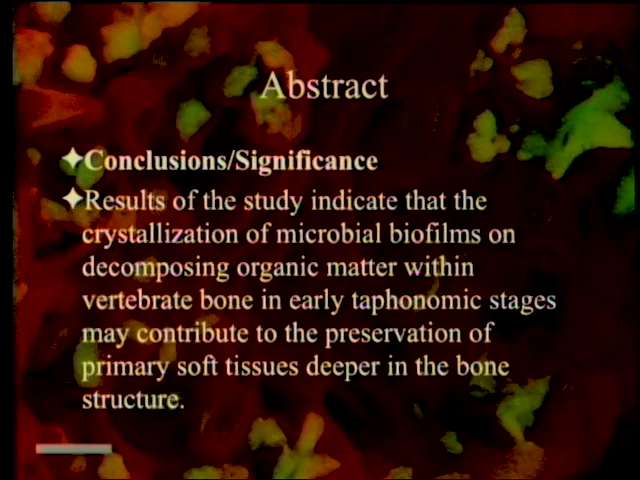 Abstract
Conclusions/Significance
Results of the study indicate that the
crystallization of microbial biofilms on
decomposing organic matter within
vertebrate bone in early taphonomic stages
may contribute to the preservation of
primary soft tissues deeper in the bone
structure.